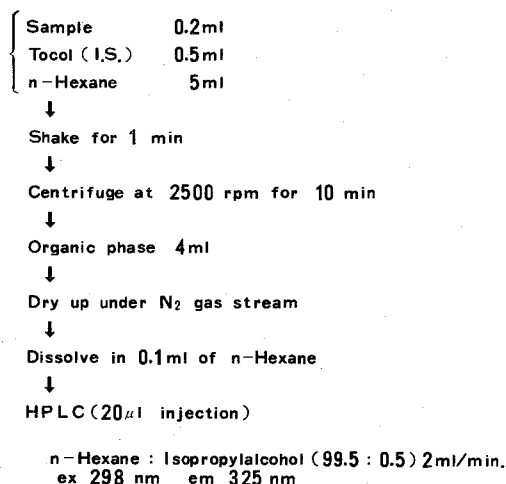 Sample 0.2ml
Tocol (I.S.) 0.5ml
n-Hexane 5ml
↓
Shake for 1 min
↓
Centrifuge at 2500 rpm for 10 min
↓
Organic phase 4ml
↓
Dry up under N₂ gas stream
↓
Dissolve in 0.1ml of n-Hexane
↓
HPLC (20μl injection)
n-Hexane : Isopropylalcohol (99.5 : 0.5) 2ml/min.
ex 298 nm em 325 nm